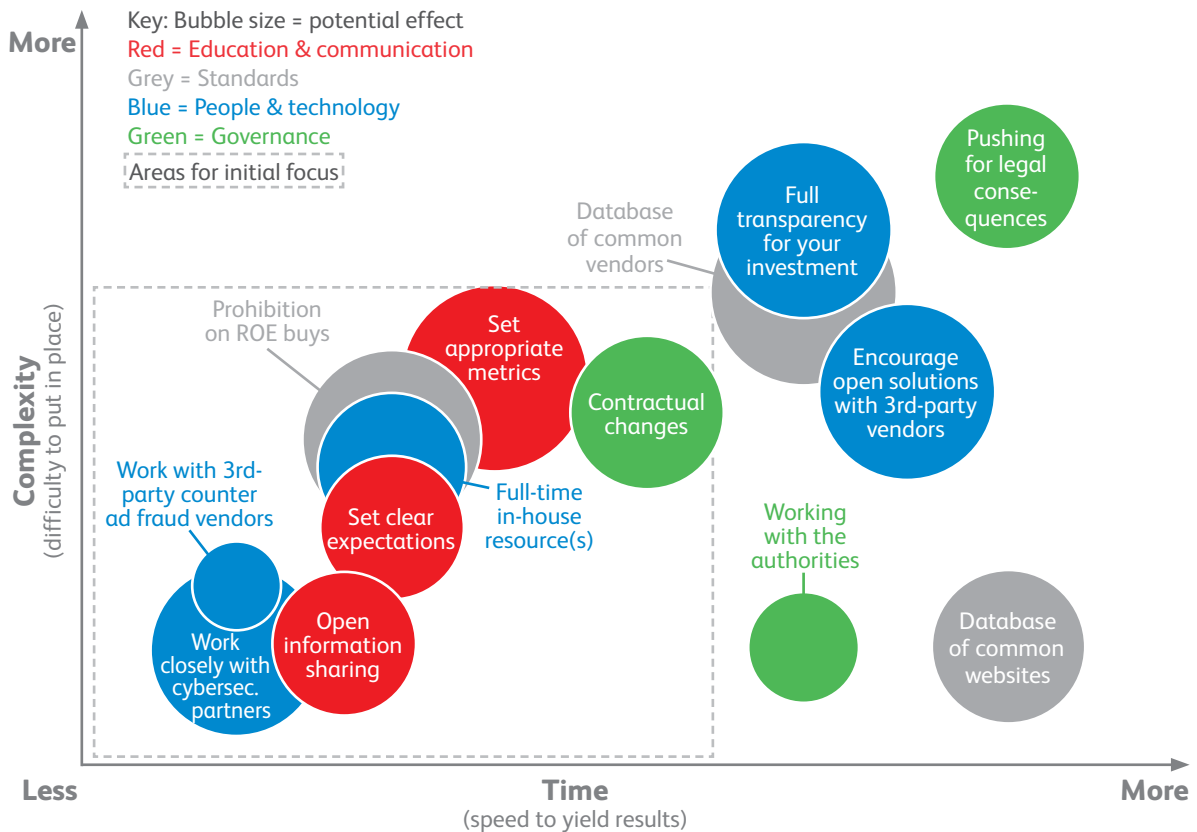 Key: Bubble size = potential effect
Red = Education & communication
Grey = Standards
Blue = People & technology
Green = Governance
Areas for initial focus
More
Complexity
(difficulty to put in place)
Pushing
for legal
conse-
quences
Full
transparency
for your
investment
Database
of common
vendors
Prohibition
on ROE buys
Set
appropriate
metrics
Contractual
changes
Encourage
open solutions
with 3rd-party
vendors
Work with 3rd-
party counter
ad fraud vendors
Full-time
in-house
resource(s)
Set clear
expectations
Working
with the
authorities
Open
information
sharing
Work
closely with
cybersec.
partners
Database
of common
websites
Less
Time
More
(speed to yield results)